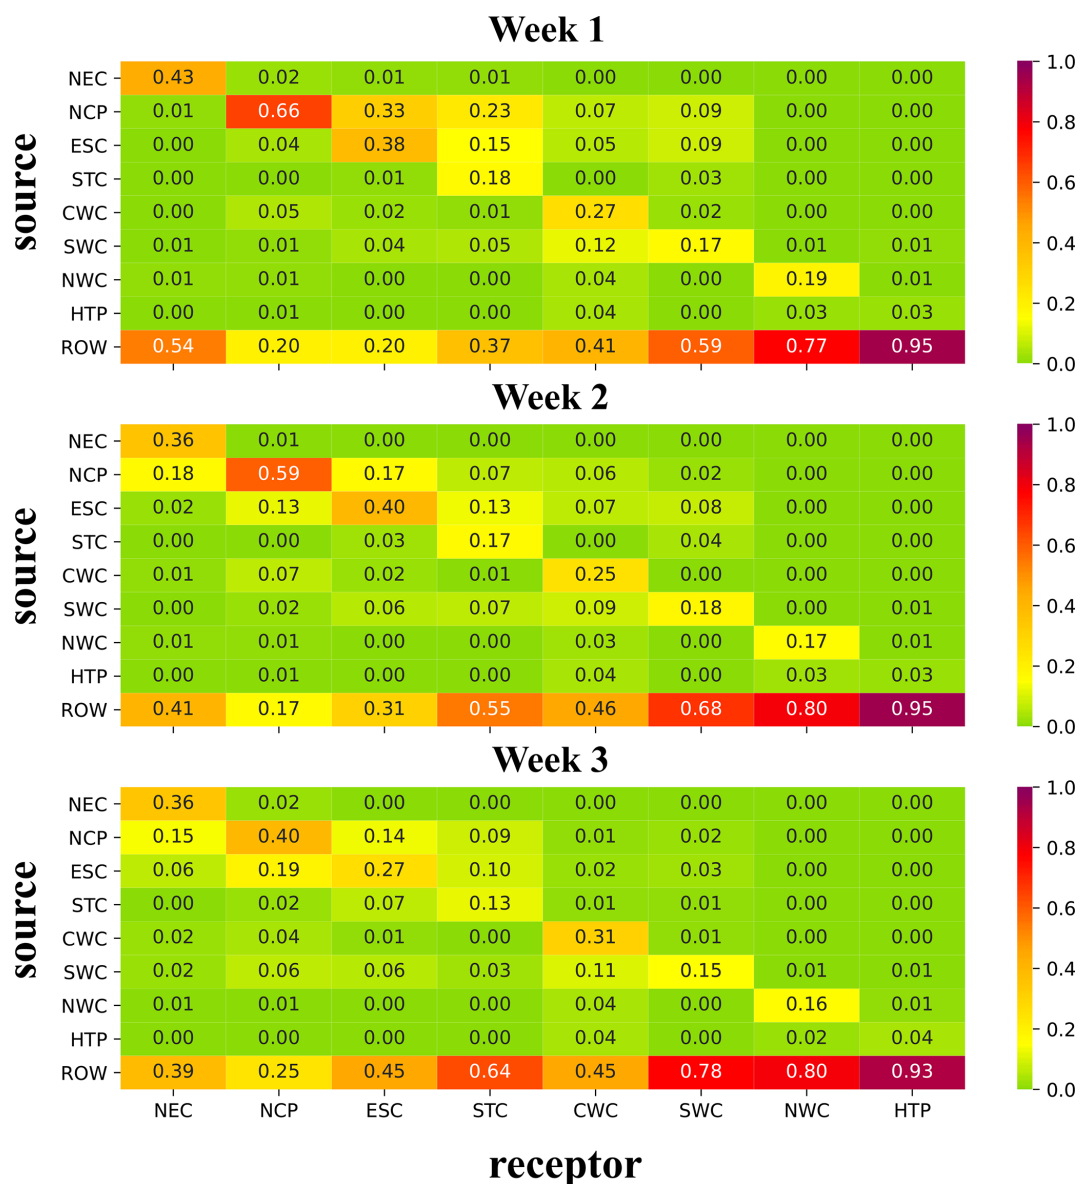 Week 1
source
NEC 0.43 0.02 0.01 0.01 0.00 0.00 0.00 0.00
NCP 0.01 0.66 0.33 0.23 0.07 0.09 0.00 0.00
ESC 0.00 0.04 0.38 0.15 0.05 0.09 0.00 0.00
STC 0.00 0.00 0.01 0.18 0.00 0.03 0.00 0.00
CWC 0.00 0.05 0.02 0.01 0.27 0.02 0.00 0.00
SWC 0.01 0.01 0.04 0.05 0.12 0.17 0.01 0.01
NWC 0.01 0.01 0.00 0.00 0.04 0.00 0.19 0.01
HTP 0.00 0.01 0.00 0.00 0.04 0.00 0.03 0.03
ROW 0.54 0.20 0.20 0.37 0.41 0.59 0.77 0.95
1.0
0.8
0.6
0.4
0.2
0.0
Week 2
source
NEC 0.36 0.01 0.00 0.00 0.00 0.00 0.00 0.00
NCP 0.18 0.59 0.17 0.07 0.06 0.02 0.00 0.00
ESC 0.02 0.13 0.40 0.13 0.07 0.08 0.00 0.00
STC 0.00 0.00 0.03 0.17 0.00 0.04 0.00 0.00
CWC 0.01 0.07 0.02 0.01 0.25 0.00 0.00 0.00
SWC 0.00 0.02 0.06 0.07 0.09 0.18 0.00 0.01
NWC 0.01 0.01 0.00 0.00 0.03 0.00 0.17 0.01
HTP 0.00 0.01 0.00 0.00 0.04 0.00 0.03 0.03
ROW 0.41 0.17 0.31 0.55 0.46 0.68 0.80 0.95
1.0
0.8
0.6
0.4
0.2
0.0
Week 3
source
NEC 0.36 0.02 0.00 0.00 0.00 0.00 0.00 0.00
NCP 0.15 0.40 0.14 0.09 0.01 0.02 0.00 0.00
ESC 0.06 0.19 0.27 0.10 0.02 0.03 0.00 0.00
STC 0.00 0.02 0.07 0.13 0.01 0.01 0.00 0.00
CWC 0.02 0.04 0.01 0.00 0.31 0.01 0.00 0.00
SWC 0.02 0.06 0.06 0.03 0.11 0.15 0.01 0.01
NWC 0.01 0.01 0.00 0.00 0.04 0.00 0.16 0.01
HTP 0.00 0.00 0.00 0.00 0.04 0.00 0.02 0.04
ROW 0.39 0.25 0.45 0.64 0.45 0.78 0.80 0.93
1.0
0.8
0.6
0.4
0.2
0.0
NEC NCP ESC STC CWC SWC NWC HTP
receptor